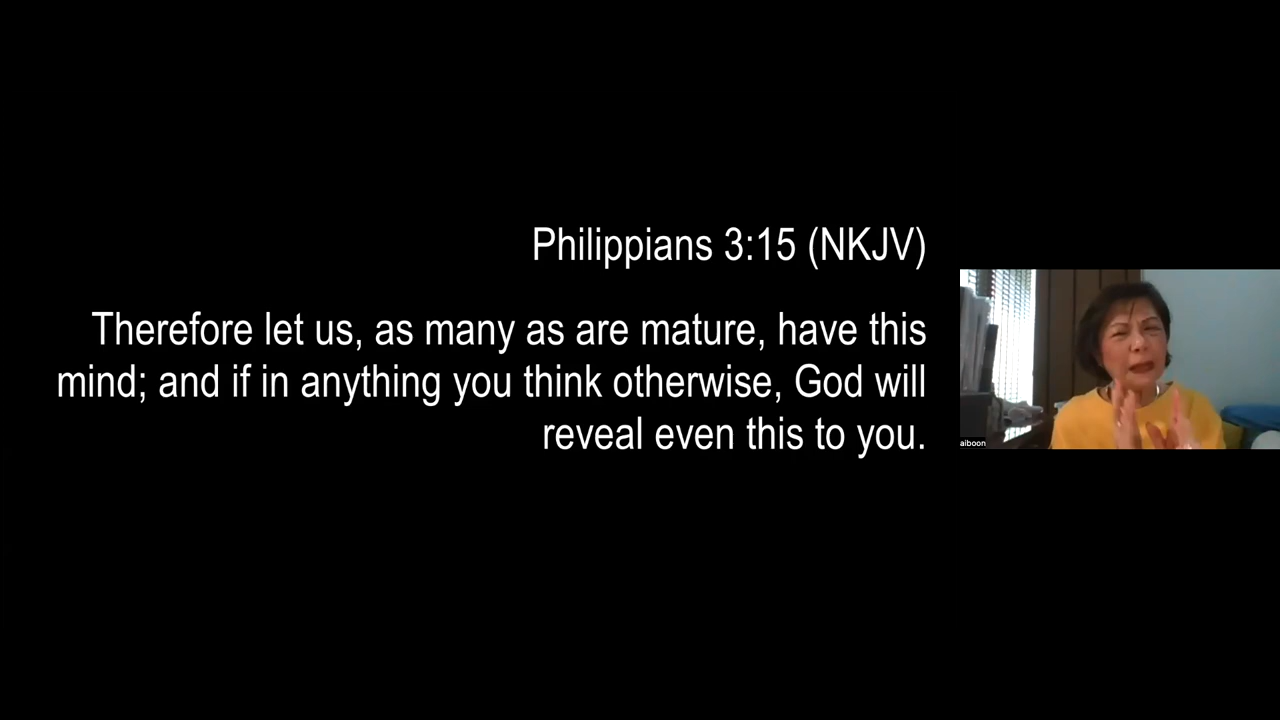 Philippians 3:15 (NKJV)
Therefore let us, as many as are mature, have this
mind; and if in anything you think otherwise, God will
reveal even this to you.
aiboon